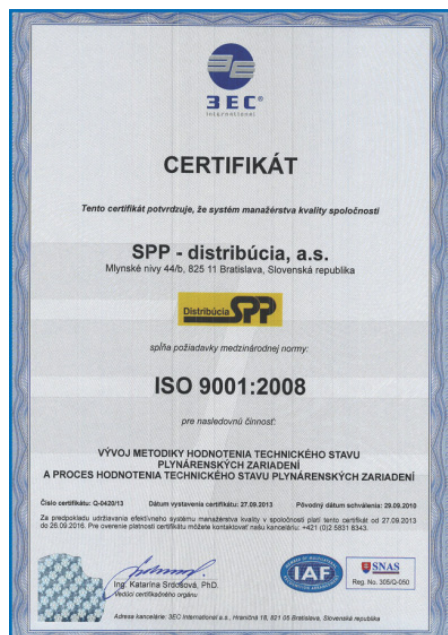 3EC®
International
CERTIFIKÁT
Tento certifikát potvrdzuje, že systém manažérstva kvality spoločnosti
SPP - distribúcia, a.s.
Mlynské nivy 44/b, 825 11 Bratislava, Slovenská republika
Distribúcia SPP
spĺňa požiadavky medzinárodnej normy:
ISO 9001:2008
pre nasledovnú činnosť:
VÝVOJ METODIKY HODNOTENIA TECHNICKÉHO STAVU
PLYNÁRENSKÝCH ZARIADENÍ
A PROCES HODNOTENIA TECHNICKÉHO STAVU PLYNÁRENSKÝCH ZARIADENÍ
Číslo certifikátu: Q-0420/13 Dátum vystavenia certifikátu: 27.09.2013 Pôvodný dátum schválenia: 29.09.2010
Za predpokladu udržiavania efektívneho systému manažérstva kvality v spoločnosti platí tento certifikát od 27.09.2013
do 26.09.2016. Pre overenie platnosti certifikátu môžete kontaktovať našu kanceláriu: +421 (0)2 5831 8343.
Ing. Katarína Srdošová, PhD.
Vedúci certifikačného orgánu
IAF
SNAS
Reg. No. 305/Q-050
Adresa kancelárie: 3EC International a.s., Hraničná 18, 821 05 Bratislava, Slovenská republika